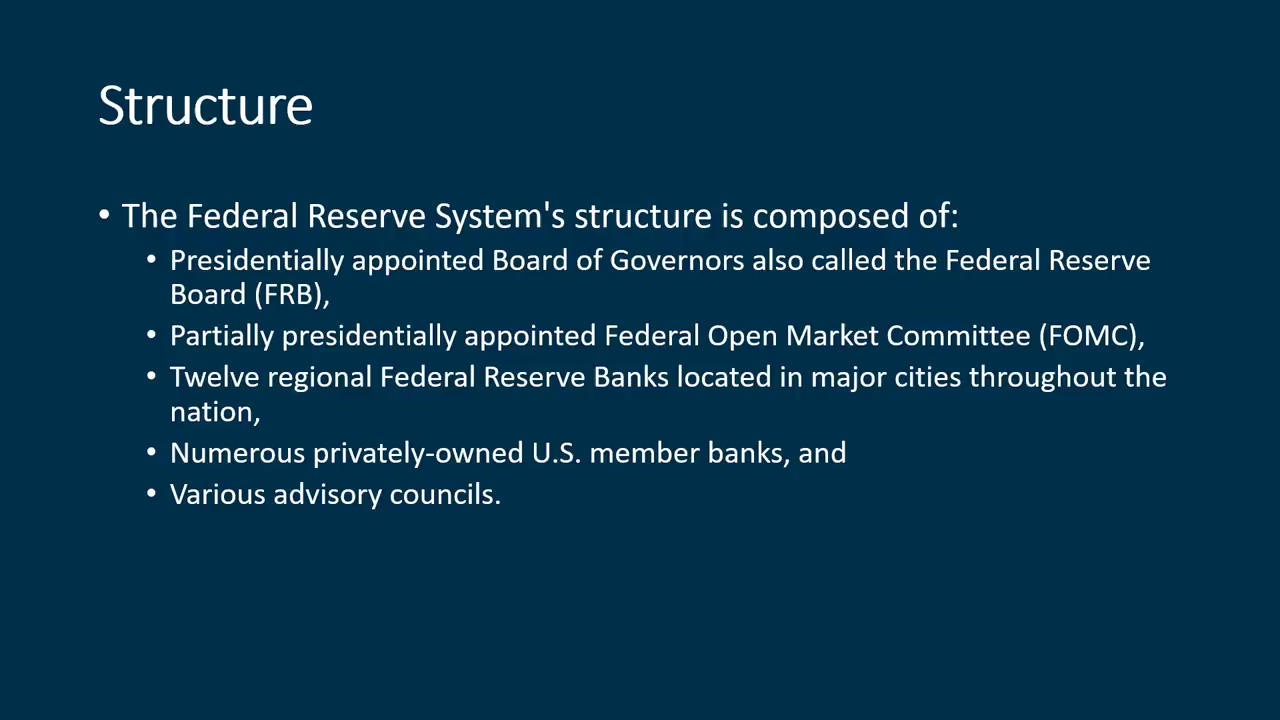 Structure
• The Federal Reserve System's structure is composed of:
• Presidentially appointed Board of Governors also called the Federal Reserve
Board (FRB),
• Partially presidentially appointed Federal Open Market Committee (FOMC),
• Twelve regional Federal Reserve Banks located in major cities throughout the
nation,
• Numerous privately-owned U.S. member banks, and
• Various advisory councils.